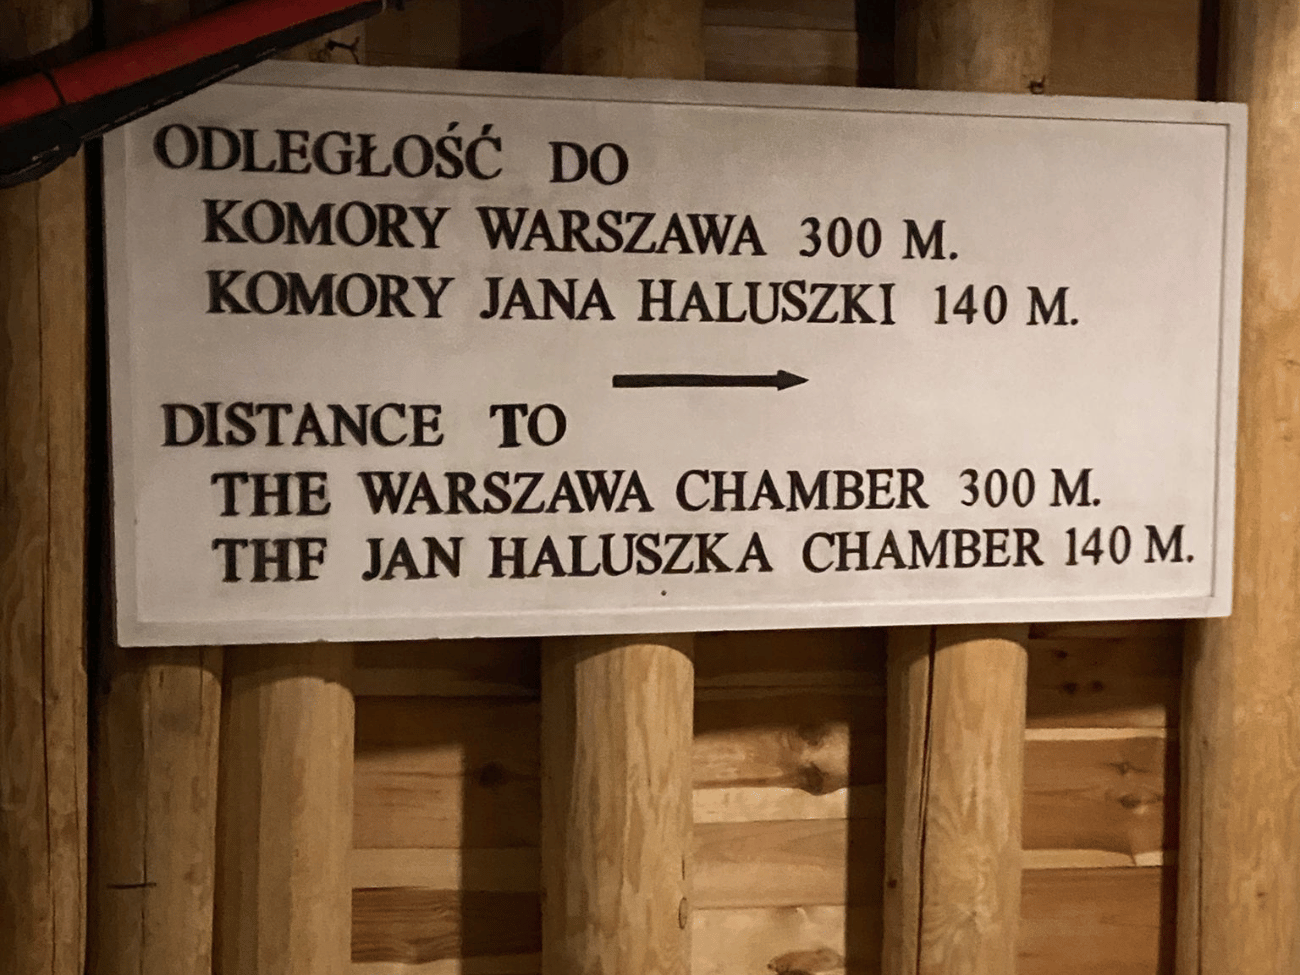 ODLEGŁOŚĆ DO
KOMORY WARSZAWA 300 M.
KOMORY JANA HALUSZKI 140 M.
DISTANCE TO
THE WARSZAWA CHAMBER 300 M.
THF JAN HALUSZKA CHAMBER 140 M.